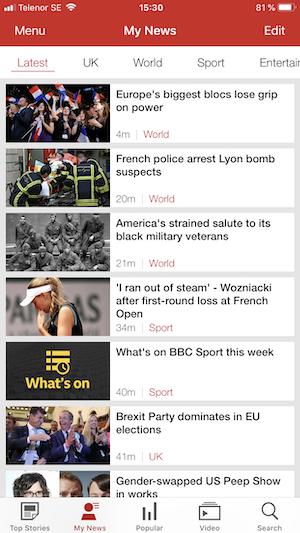 Telenor SE
15:30
81 %
Menu
My News
Edit
Latest
UK
World
Sport
Entertai
Europe's biggest blocs lose grip
on power
4m | World
French police arrest Lyon bomb
suspects
20m | World
America's strained salute to its
black military veterans
21m | World
'I ran out of steam' - Wozniacki
after first-round loss at French
Open
34m | Sport
What's on
What's on BBC Sport this week
40m | Sport
Brexit Party dominates in EU
elections
41m | UK
Gender-swapped US Peep Show
in works
Top Stories
My News
Popular
Video
Search